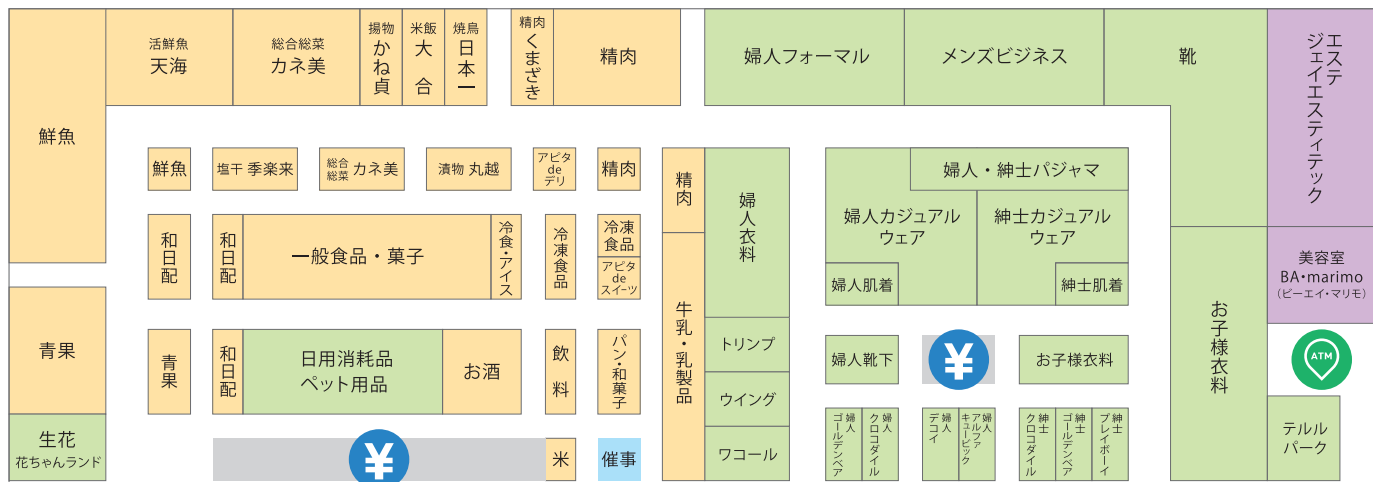 鮮魚
活鮮魚
天海
総合総菜
カネ美
揚物
かね貞
米飯
大 合
焼鳥
日本一
精肉
くまざき
精肉
婦人フォーマル
メンズビジネス
靴
エステ
ジェイエスティテック
鮮魚
塩干 季楽来
総合
総菜 カネ美
漬物 丸越
アピタ
de
デリ
精肉
精肉
婦人衣料
婦人・紳士パジャマ
婦人カジュアル
ウェア
紳士カジュアル
ウェア
婦人肌着
紳士肌着
和日配
和日配
一般食品・菓子
冷食・アイス
冷凍食品
冷凍
食品
アピタ
de
スイーツ
牛乳・乳製品
美容室
BA・marimo
(ビーエイ・マリモ)
お子様衣料
青果
青果
和日配
日用消耗品
ペット用品
お酒
飲料
パン・和菓子
トリンプ
ウイング
ワコール
婦人靴下
¥
お子様衣料
ATM
生花
花ちゃんランド
¥
米
催事
婦人
ゴールデンベア
婦人
クロコダイル
婦人
デコイ
婦人
アルファ
キュービック
紳士
クロコダイル
紳士
ゴールデンベア
紳士
プレイボーイ
テルル
パーク